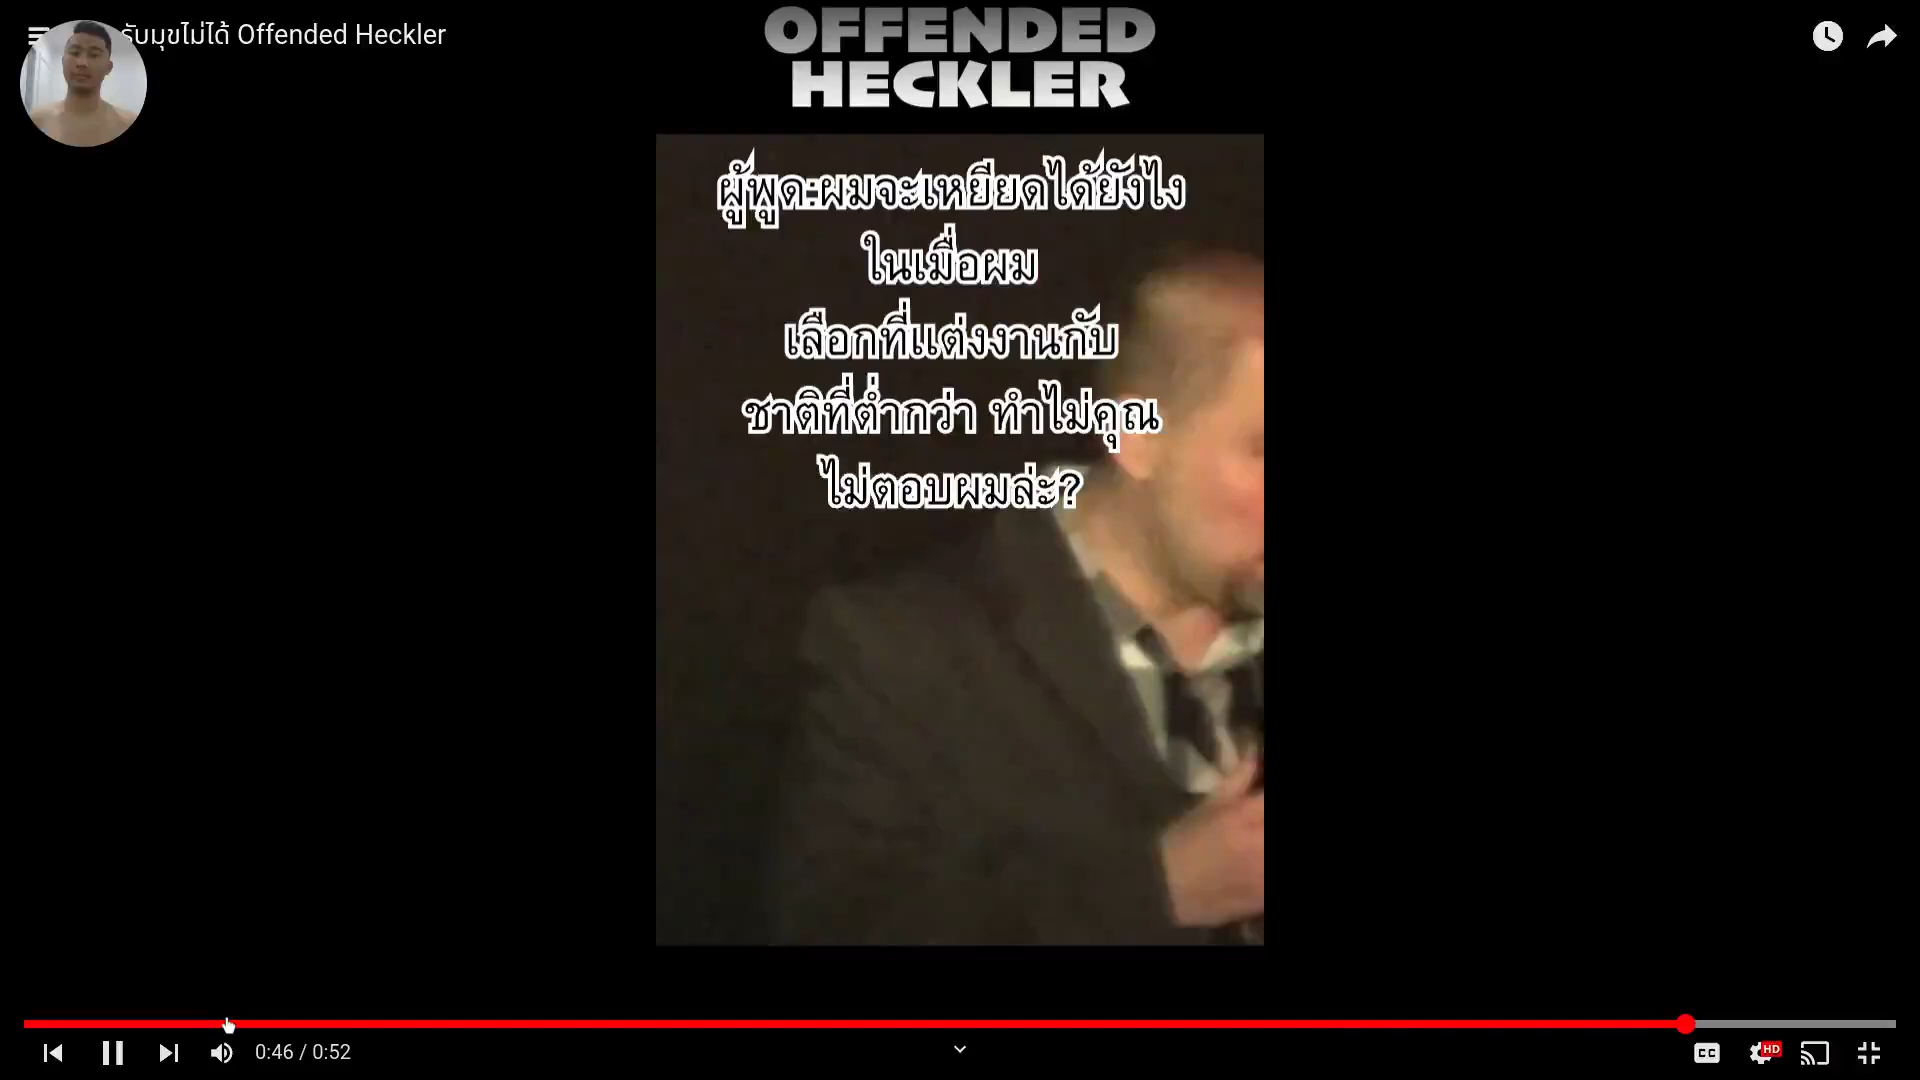 รับมุขไม่ได้ Offended Heckler
OFFENDED
HECKLER
ผู้พูด:ผมจะเหยียดได้ยังไง
ในเมื่อผม
เลือกที่แต่งงานกับ
ชาติที่ต่ำกว่า ทำไม่คุณ
ไม่ตอบผมล่ะ?
0:46 / 0:52
CC
HD